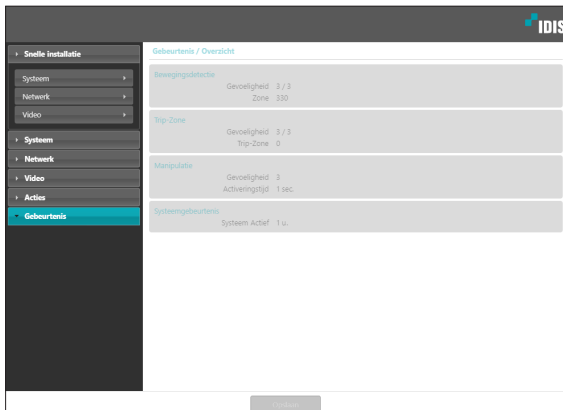 IDIS
Snelle installatie
Systeem
Netwerk
Video
Systeem
Netwerk
Video
Acties
Gebeurtenis
Gebeurtenis / Overzicht
Bewegingsdetectie
Gevoeligheid 3 / 3
Zone 330
Trip-Zone
Gevoeligheid 3 / 3
Trip-Zone 0
Manipulatie
Gevoeligheid 3
Activeringstijd 1 sec.
Systeemgebeurtenis
Systeem Actief 1 u.
Opslaan